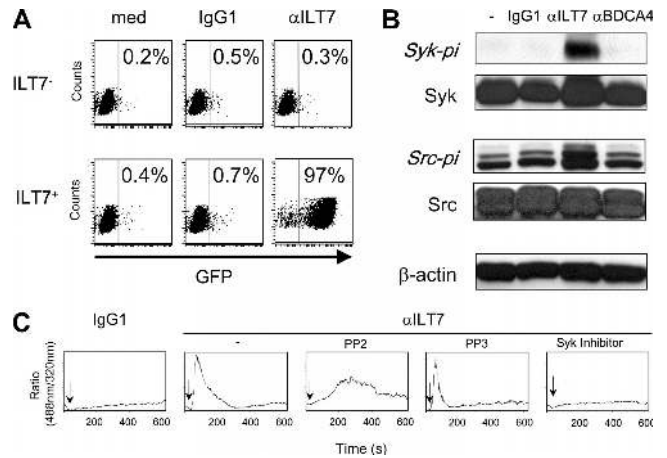 A
med IgG1 αILT7
ILT7-
Counts
0.2% 0.5% 0.3%
ILT7+
Counts
0.4% 0.7% 97%
GFP
B
- IgG1 αILT7 αBDCA4
Syk-pi
Syk
Src-pi
Src
β-actin
C
IgG1 αILT7
- PP2 PP3 Syk Inhibitor
Ratio
(488nm/320nm)
200 400 600 200 400 600 200 400 600 200 400 600 200 400 600
Time (s)